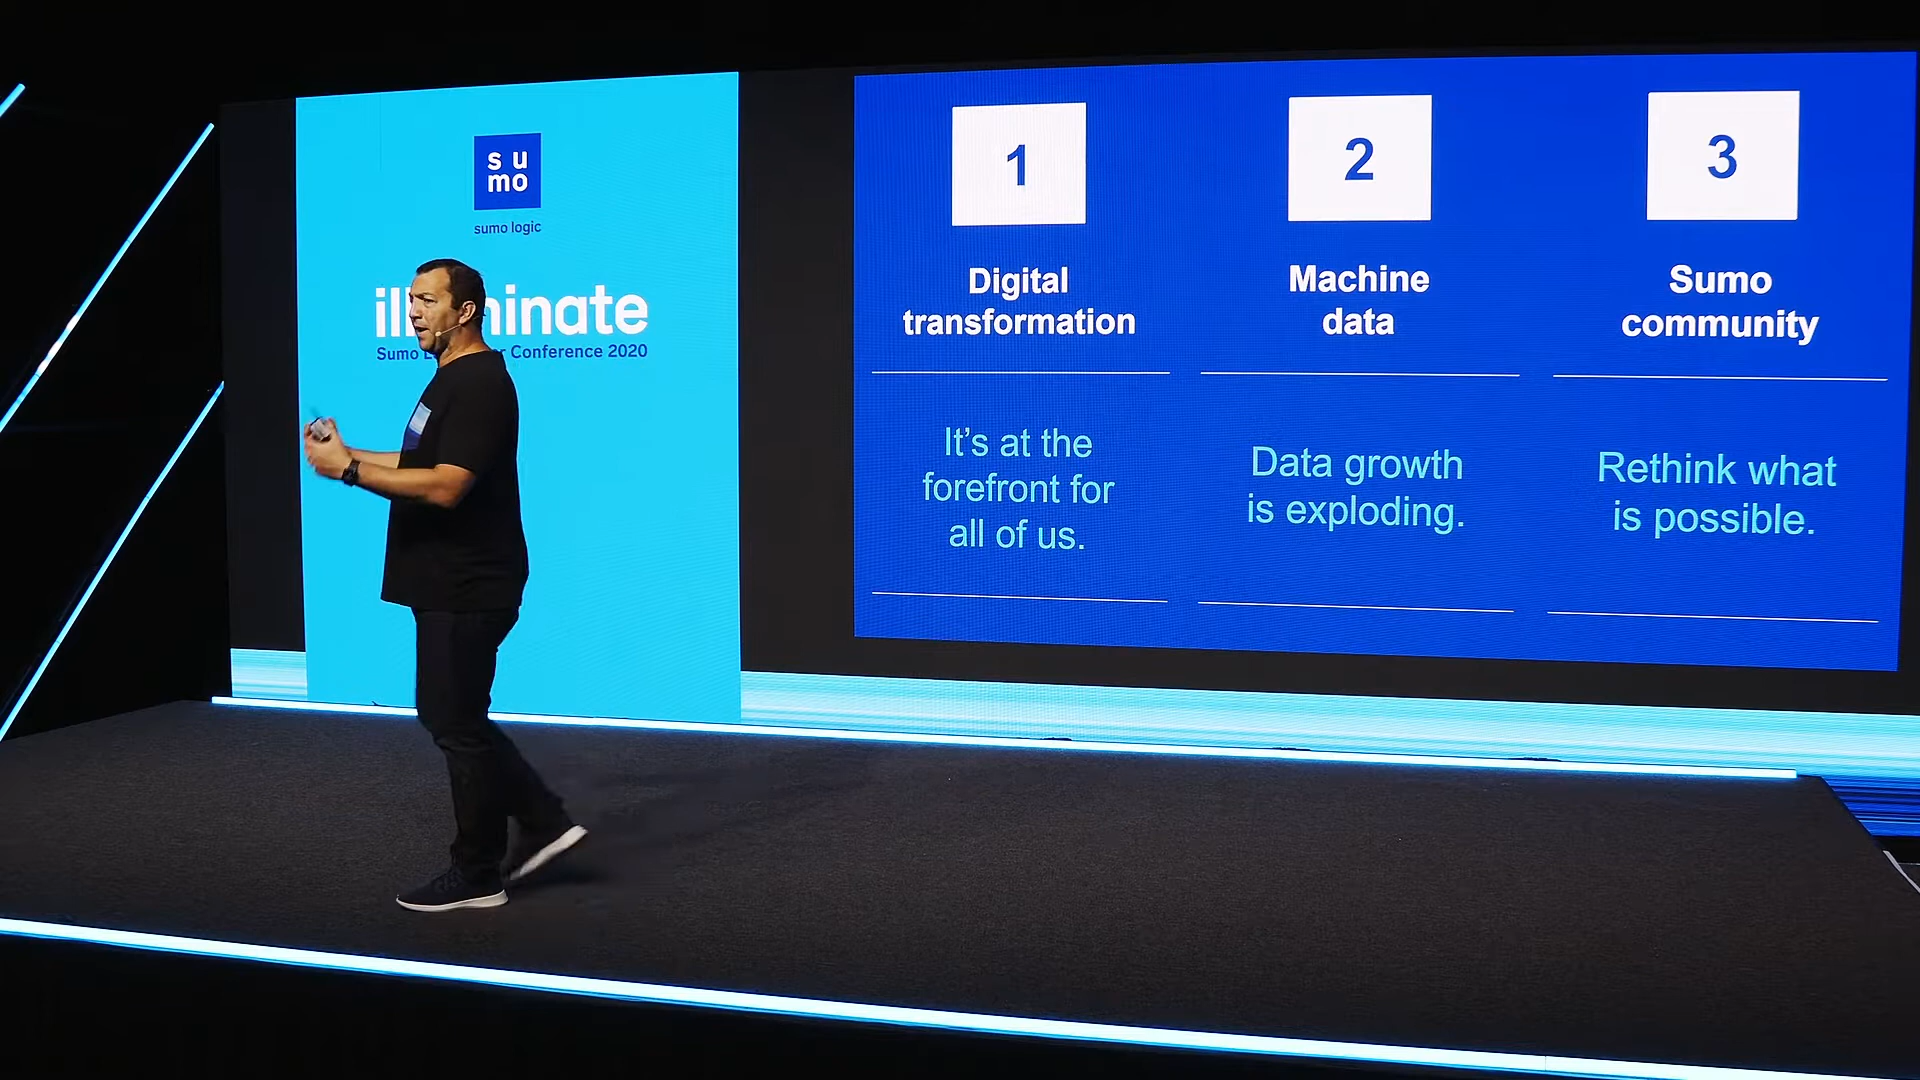 su
mo
sumo logic
inate
Sumo
Conference 2020
1
Digital
transformation
It’s at the
forefront for
all of us.
2
Machine
data
Data growth
is exploding.
3
Sumo
community
Rethink what
is possible.